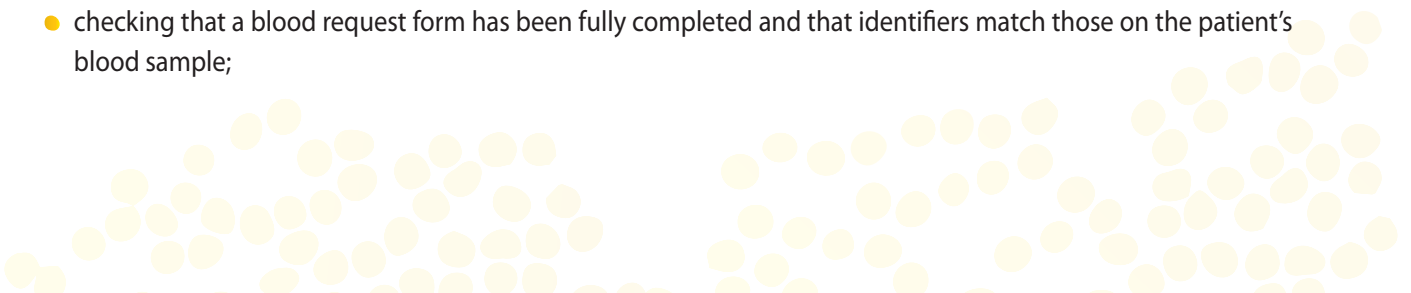 checking that a blood request form has been fully completed and that identifiers match those on the patient’s
blood sample;